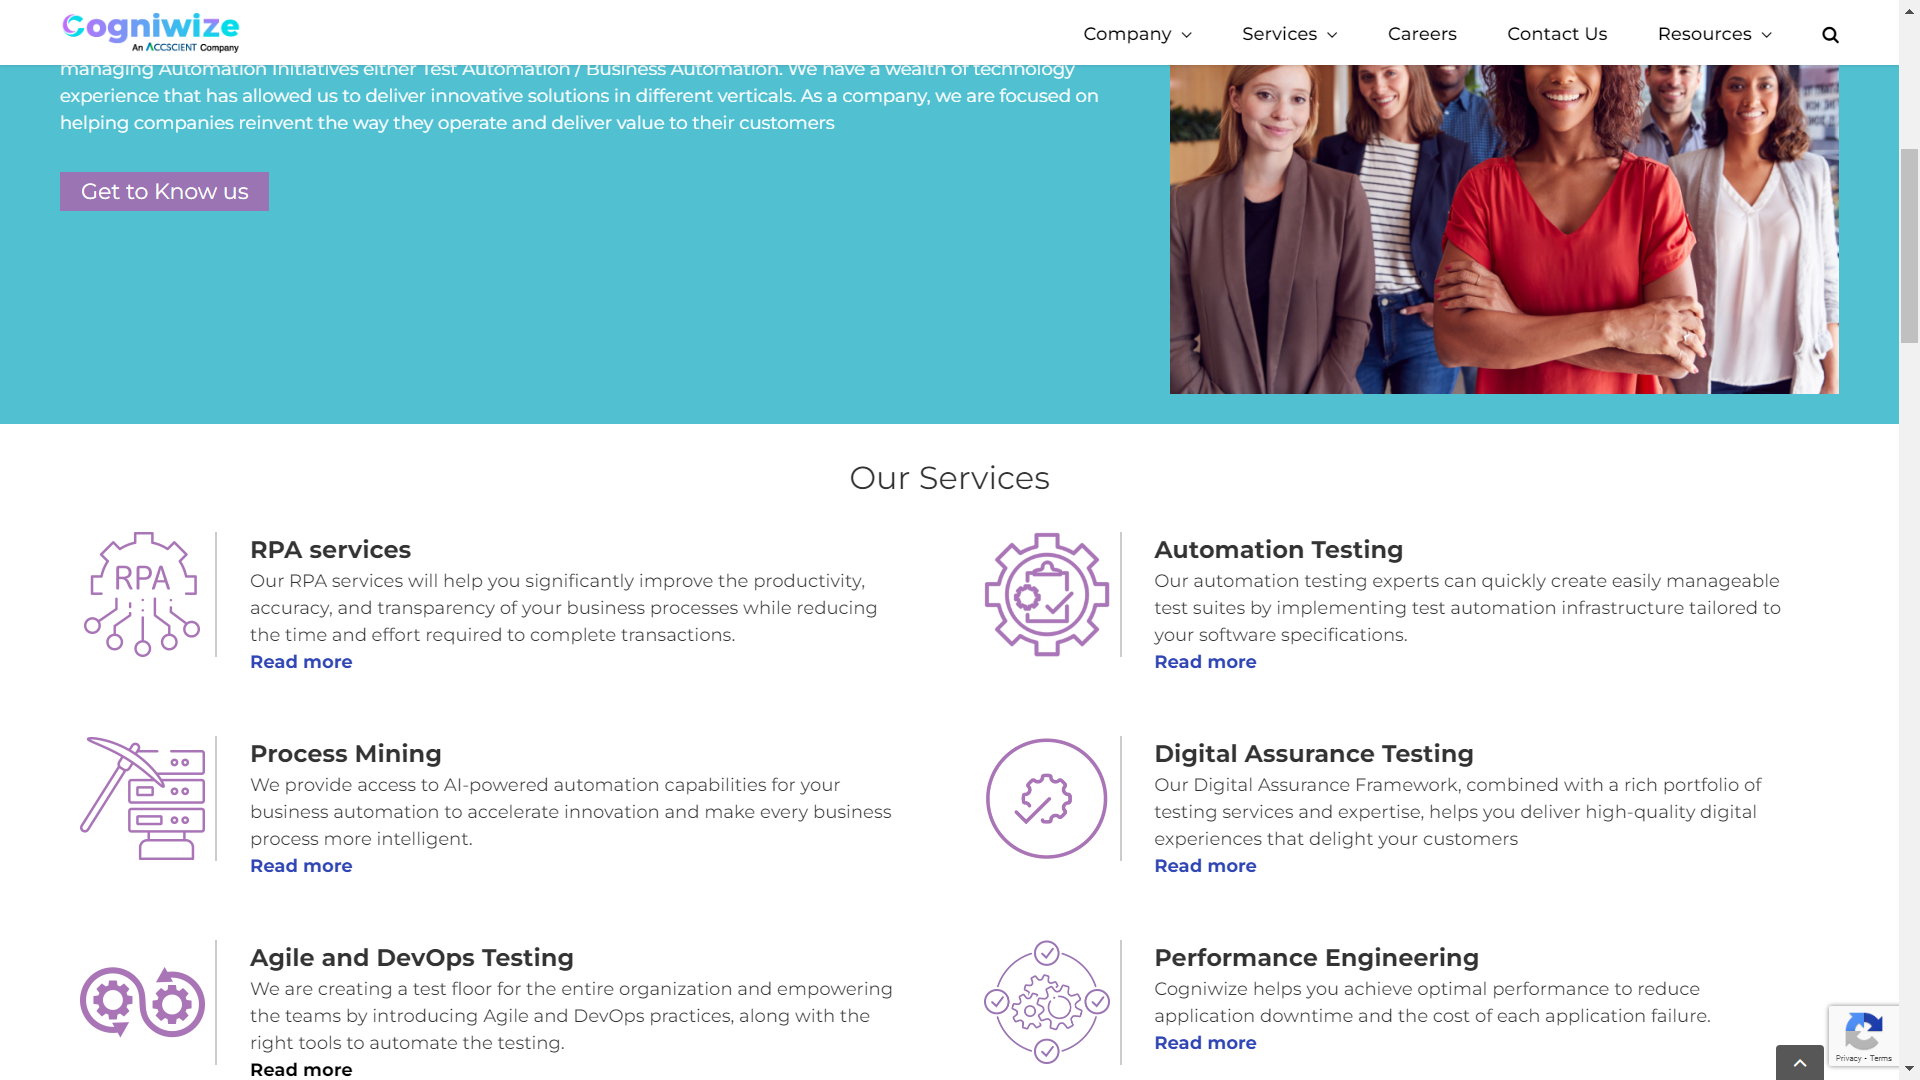 Cogniwize
An ACCSCIENT Company
Company
Services
Careers
Contact Us
Resources
managing Automation Initiatives either Test Automation / Business Automation. We have a wealth of technology
experience that has allowed us to deliver innovative solutions in different verticals. As a company, we are focused on
helping companies reinvent the way they operate and deliver value to their customers
Get to Know us
Our Services
RPA
RPA services
Our RPA services will help you significantly improve the productivity,
accuracy, and transparency of your business processes while reducing
the time and effort required to complete transactions.
Read more
Automation Testing
Our automation testing experts can quickly create easily manageable
test suites by implementing test automation infrastructure tailored to
your software specifications.
Read more
Process Mining
We provide access to AI-powered automation capabilities for your
business automation to accelerate innovation and make every business
process more intelligent.
Read more
Digital Assurance Testing
Our Digital Assurance Framework, combined with a rich portfolio of
testing services and expertise, helps you deliver high-quality digital
experiences that delight your customers
Read more
Agile and DevOps Testing
We are creating a test floor for the entire organization and empowering
the teams by introducing Agile and DevOps practices, along with the
right tools to automate the testing.
Read more
Performance Engineering
Cogniwize helps you achieve optimal performance to reduce
application downtime and the cost of each application failure.
Read more
Privacy - Terms